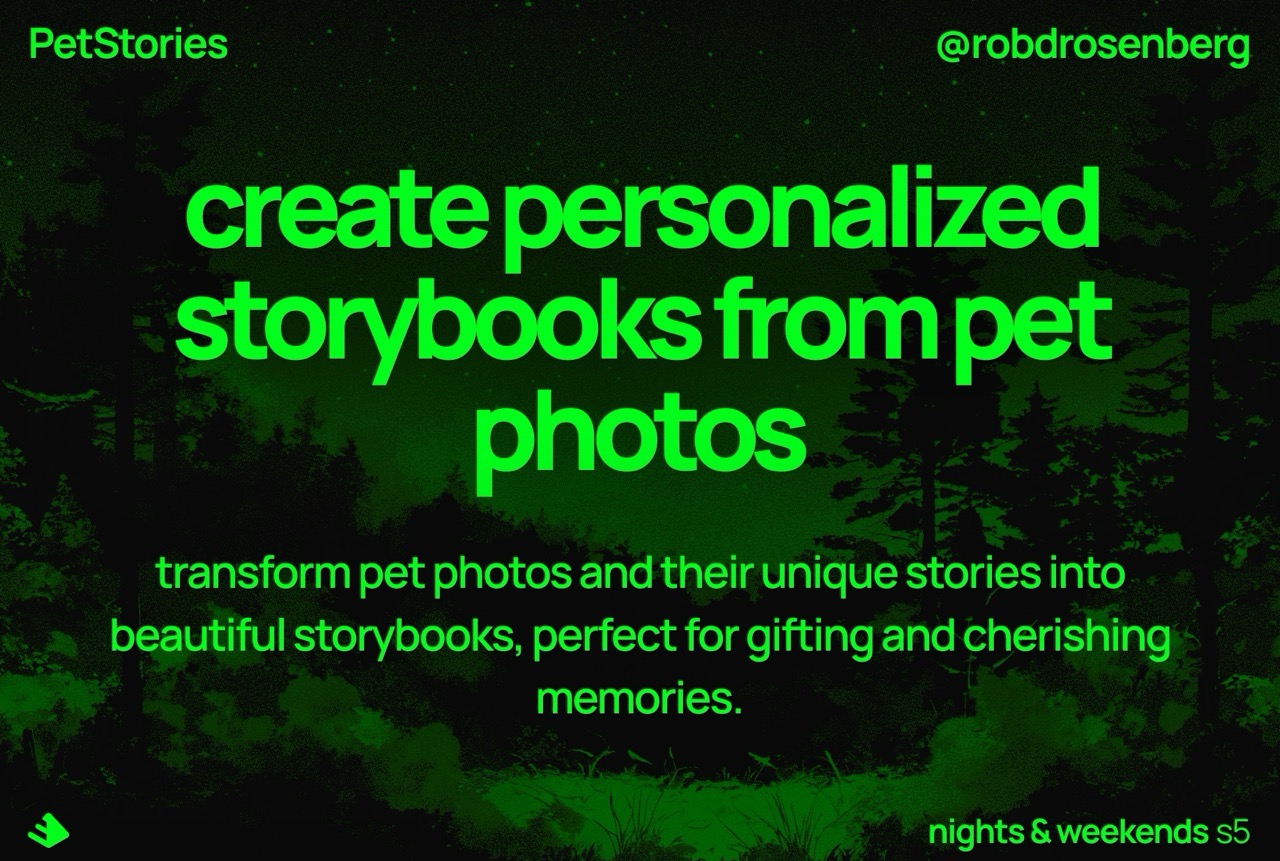 PetStories
@robdrosenberg
create personalized
storybooks from pet
photos
transform pet photos and their unique stories into
beautiful storybooks, perfect for gifting and cherishing
memories.
nights & weekends s5